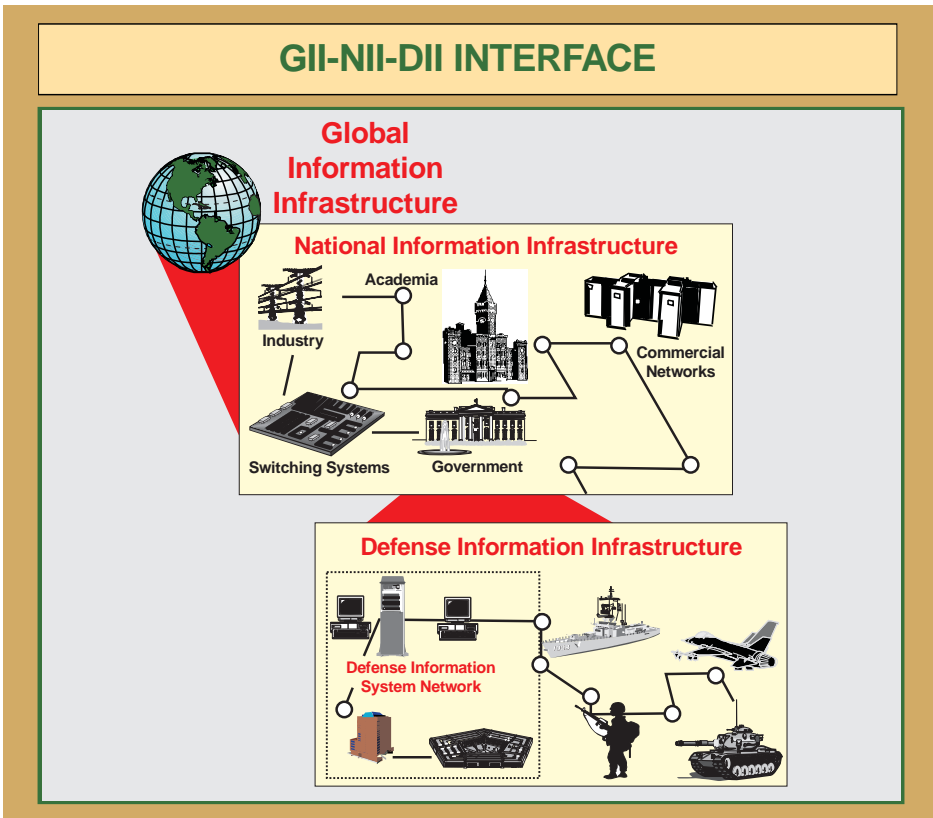 GII-NII-DII INTERFACE
Global
Information
Infrastructure
National Information Infrastructure
Academia
Industry
Commercial
Networks
Switching Systems
Government
Defense Information Infrastructure
Defense Information
System Network